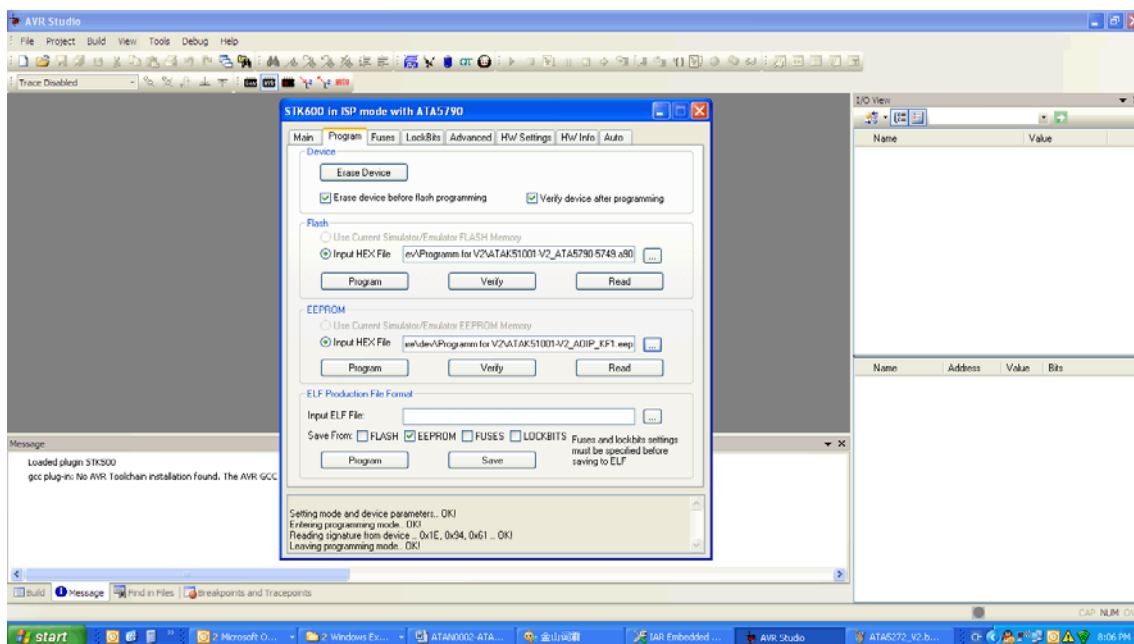 AVR Studio
File Project Build View Tools Debug Help
Trace Disabled
STK600 in ISP mode with ATA5790
Main Program Fuses LockBits Advanced HW Settings HW Info Auto
Device
Erase Device
Erase device before flash programming Verify device after programming
Flash
Use Current Simulator/Emulator FLASH Memory
Input HEX File ev\Programm for V2\ATAK51001-V2_ATA5790-5749.a90 ...
Program Verify Read
EEPROM
Use Current Simulator/Emulator EEPROM Memory
Input HEX File \dev\Programm for V2\ATAK51001-V2_AOIP_KF1.eep ...
Program Verify Read
ELF Production File Format
Input ELF File: ...
Save From: FLASH EEPROM FUSES LOCKBITS
Fuses and lockbits settings
must be specified before
saving to ELF
Program Save
Setting mode and device parameters.. OK!
Entering programming mode.. OK!
Reading signature from device .. 0x1E, 0x94, 0x61 .. OK!
Leaving programming mode.. OK!
I/O View
Name Value
Name Address Value Bits
Message
Loaded plugin STK500
gcc plug-in: No AVR Toolchain installation found. The AVR GCC
Build Message Find in Files Breakpoints and Tracepoints
CAP NUM OV
start 2 Microsoft O... 2 Windows Ex... ATAN0002-ATA... 金山词霸 IAR Embedded ... AVR Studio ATA5272_V2.b... CH 8:06 PM